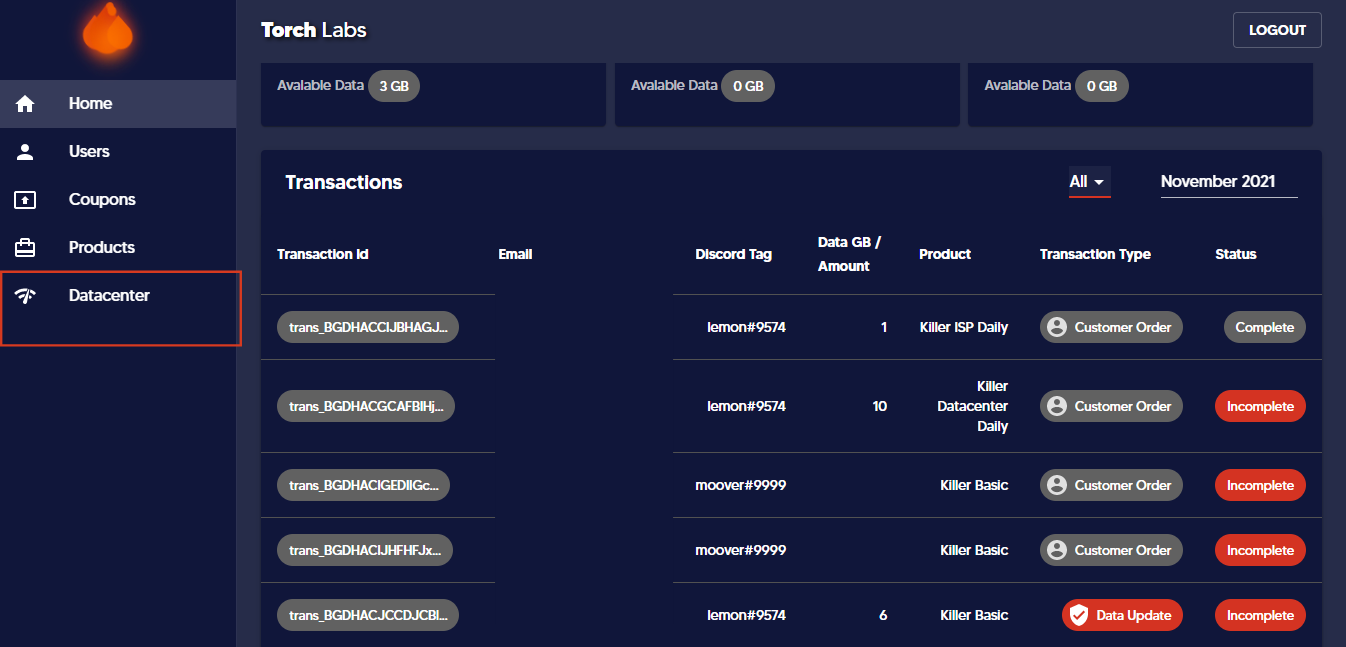 Torch Labs
LOGOUT
Home
Users
Coupons
Products
Datacenter
Avalable Data 3 GB
Avalable Data 0 GB
Avalable Data 0 GB
Transactions
All
November 2021
Transaction Id Email Discord Tag Data GB / Amount Product Transaction Type Status
trans_BGDHACCIJBHAGJ... lemon#9574 1 Killer ISP Daily Customer Order Complete
trans_BGDHACGCAFBIHj... lemon#9574 10 Killer Datacenter Daily Customer Order Incomplete
trans_BGDHACIGEDIIGc... moover#9999 Killer Basic Customer Order Incomplete
trans_BGDHACIJHFHFJx... moover#9999 Killer Basic Customer Order Incomplete
trans_BGDHACJCCDJCBI... lemon#9574 6 Killer Basic Data Update Incomplete